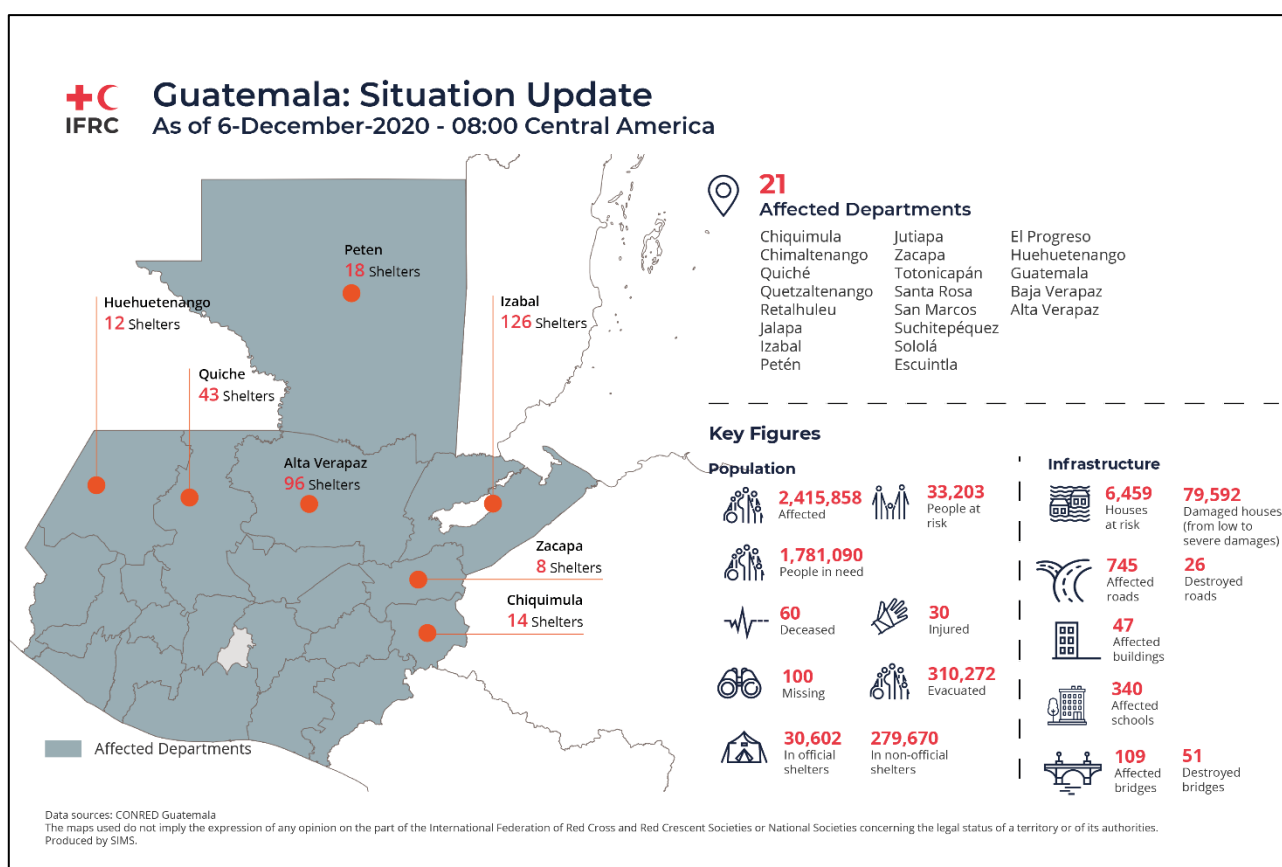 IFRC
Guatemala: Situation Update
As of 6-December-2020 - 08:00 Central America
Peten
18 Shelters
Huehuetenango
12 Shelters
Izabal
126 Shelters
Quiche
43 Shelters
Alta Verapaz
96 Shelters
Zacapa
8 Shelters
Chiquimula
14 Shelters
Affected Departments
21
Affected Departments
Chiquimula
Chimaltenango
Quiché
Quetzaltenango
Retalhuleu
Jalapa
Izabal
Petén
Jutiapa
Zacapa
Totonicapán
Santa Rosa
San Marcos
Suchitepéquez
Sololá
Escuintla
El Progreso
Huehuetenango
Guatemala
Baja Verapaz
Alta Verapaz
Key Figures
Population
2,415,858
Affected
33,203
People at
risk
1,781,090
People in need
60
Deceased
30
Injured
100
Missing
310,272
Evacuated
30,602
In official
shelters
279,670
In non-official
shelters
Infrastructure
6,459
Houses
at risk
79,592
Damaged houses
(from low to
severe damages)
745
Affected
roads
26
Destroyed
roads
47
Affected
buildings
340
Affected
schools
109
Affected
bridges
51
Destroyed
bridges
Data sources: CONRED Guatemala
The maps used do not imply the expression of any opinion on the part of the International Federation of Red Cross and Red Crescent Societies or National Societies concerning the legal status of a territory or of its authorities.
Produced by SIMS.